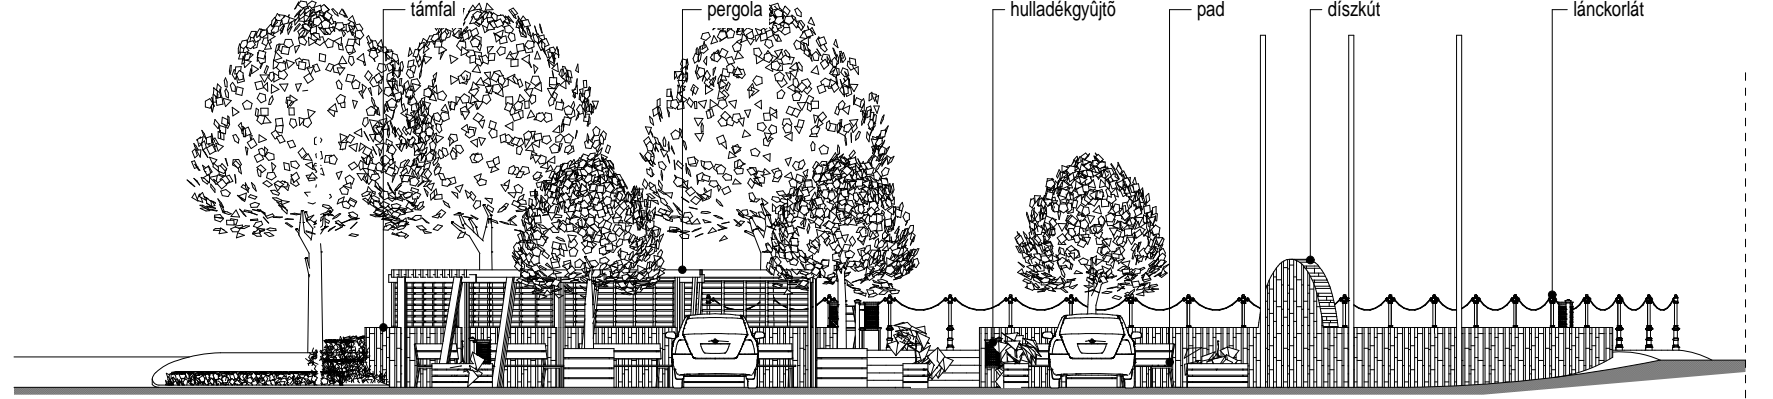 támfal
pergola
hulladékgyûjtõ
pad
díszkút
lánckorlát